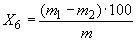 X₆ = (m₁ − m₂) · 100 / m